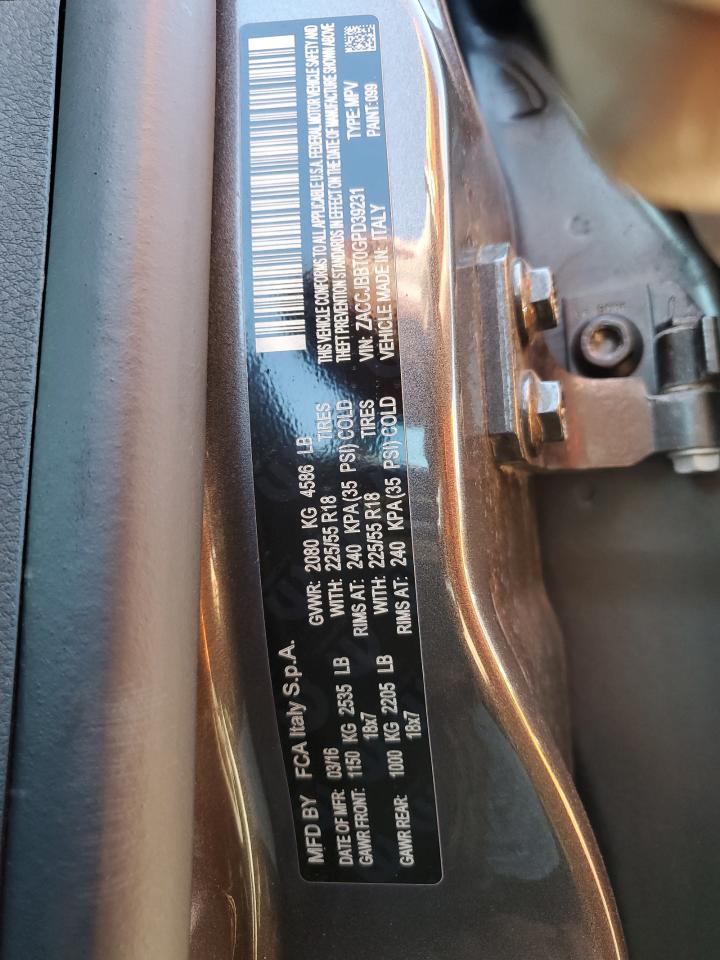 MFD BY FCA Italy S.p.A.
DATE OF MFR: 03/16 GVWR: 2080 KG 4586 LB
GAWR FRONT: 1150 KG 2535 LB WITH: 225/55 R18 TIRES
18x7 RIMS AT: 240 KPA(35 PSI) COLD
GAWR REAR: 1000 KG 2205 LB WITH: 225/55 R18 TIRES
18x7 RIMS AT: 240 KPA (35 PSI) COLD
THIS VEHICLE CONFORMS TO ALL APPLICABLE U.S.A. FEDERAL MOTOR VEHICLE SAFETY AND
THEFT PREVENTION STANDARDS IN EFFECT ON THE DATE OF MANUFACTURE SHOWN ABOVE
VIN: ZACCJBBT0GPD39231 TYPE: MPV
VEHICLE MADE IN: ITALY PAINT: 099